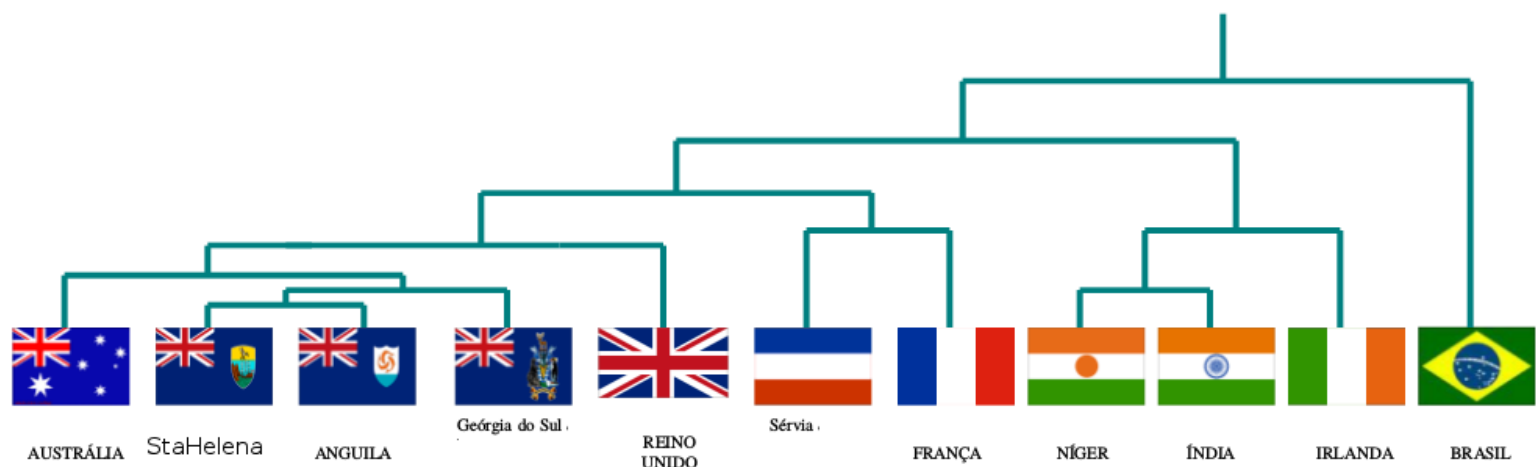 AUSTRÁLIA
StaHelena
ANGUILA
Geórgia do Sul
REINO
UNIDO
Sérvia
FRANÇA
NÍGER
ÍNDIA
IRLANDA
BRASIL